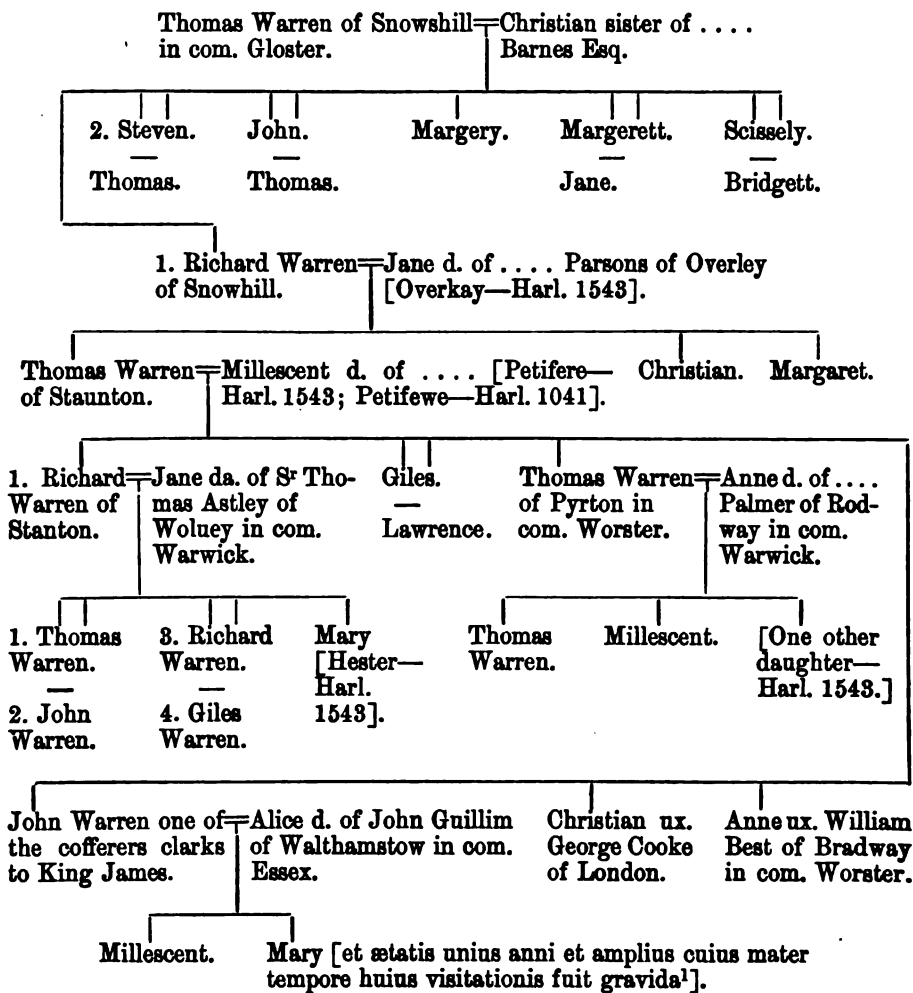 Thomas Warren of Snowshill=Christian sister of . . . .
in com. Gloster. Barnes Esq.
2. Steven. John. Margery. Margerett. Scissely.
— — — —
Thomas. Thomas. Jane. Bridgett.
1. Richard Warren=Jane d. of . . . . Parsons of Overley
of Snowhill. [Overkay—Harl. 1543].
Thomas Warren=Millescent d. of . . . . [Petifere— Christian. Margaret.
of Staunton. Harl. 1543; Petifewe—Harl. 1041].
1. Richard=Jane da. of Sr Tho- Giles. Thomas Warren=Anne d. of . . . .
Warren of mas Astley of — of Pyrton in Palmer of Rod-
Stanton. Woluey in com. Lawrence. com. Worster. way in com.
Warwick. Warwick.
1. Thomas 3. Richard Mary Thomas Millescent. [One other
Warren. Warren. [Hester— Warren. daughter—
— — Harl. Harl. 1543.]
2. John 4. Giles 1543].
Warren. Warren.
John Warren one of=Alice d. of John Guillim Christian ux. Anne ux. William
the cofferers clarks of Walthamstow in com. George Cooke Best of Bradway
to King James. Essex. of London. in com. Worster.
Millescent. Mary [et ætatis unius anni et amplius cuius mater
tempore huius visitationis fuit gravida¹].